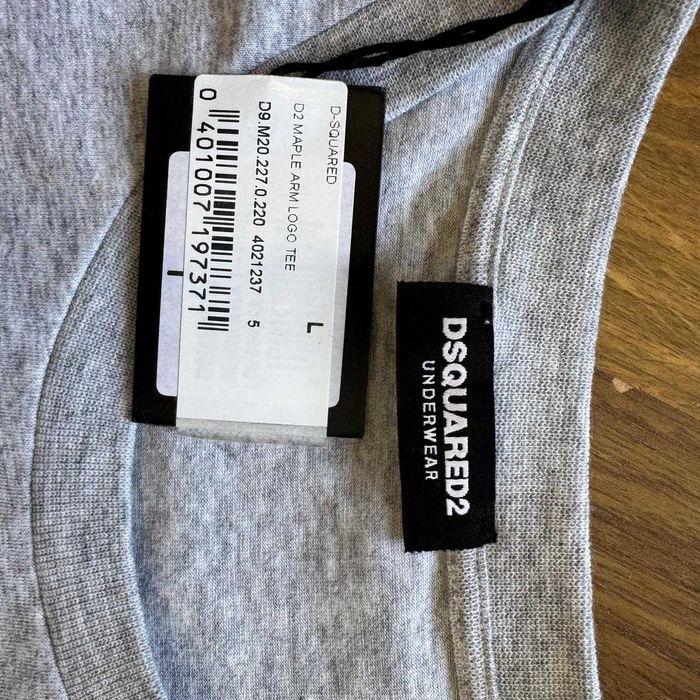 D-SQUARED
D2 MAPLE ARM LOGO TEE
L
D9.M20.227.0.220 4021237 5
0 401007 197371
DSQUARED2
UNDERWEAR